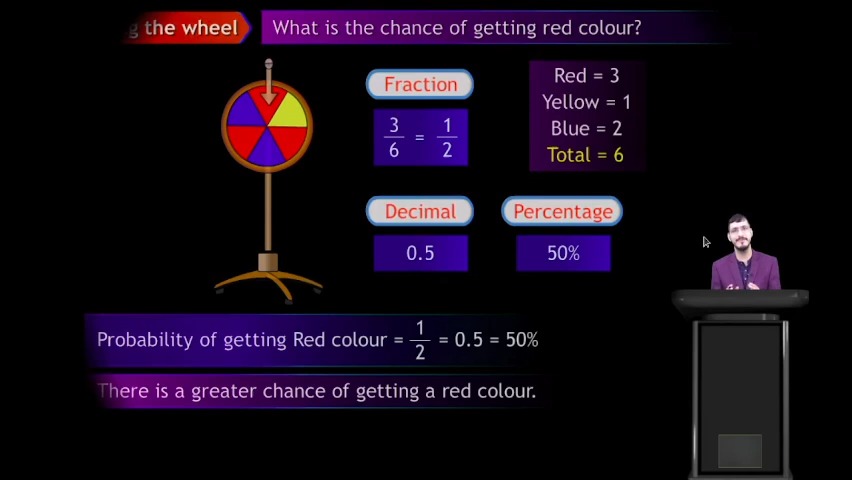 g the wheel
What is the chance of getting red colour?
Fraction
3/6 = 1/2
Red = 3
Yellow = 1
Blue = 2
Total = 6
Decimal
0.5
Percentage
50%
Probability of getting Red colour = 1/2 = 0.5 = 50%
There is a greater chance of getting a red colour.